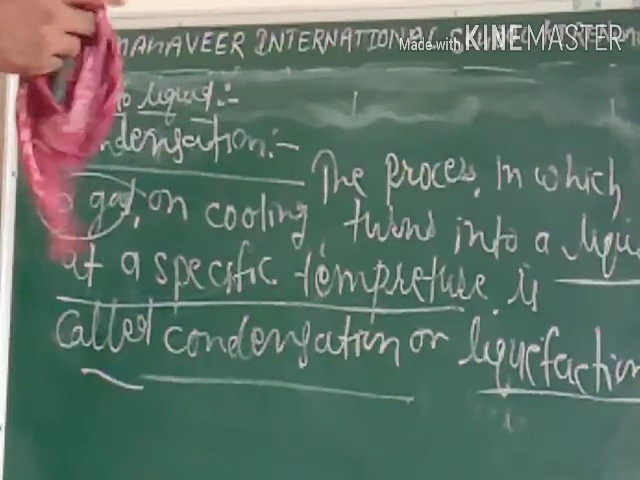 MAHAVEER INTERNATIONAL
Made with KINEMASTER
to liquid:-
ndensation:-
The process, in which
a gas, on cooling, turns into a liqui
at a specific tempreture is
called condensation or liquefaction